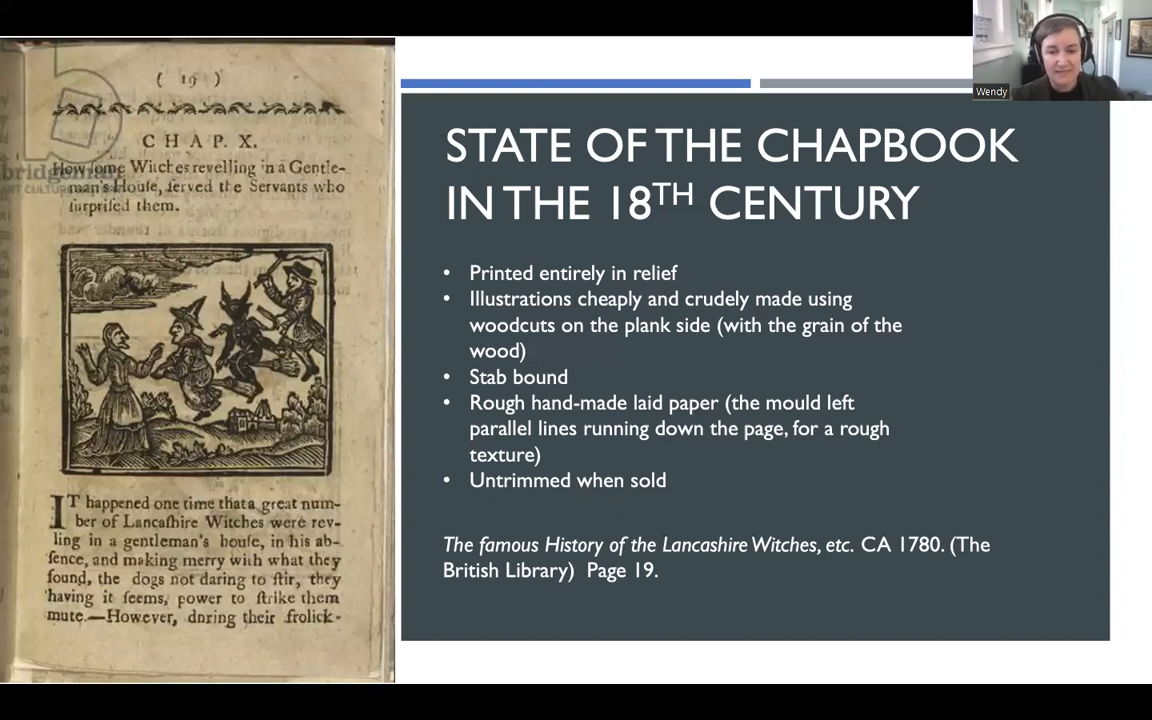 ( 19 )
CHAP. X.
How ſome Witches revelling in a Gentle-
man's Houſe, ſerved the Servants who
ſurpriſed them.
IT happened one time that a great num-
ber of Lancaſhire Witches were rev-
ling in a gentleman's houſe, in his ab-
ſence, and making merry with what they
found, the dogs not daring to ſtir, they
having it ſeems, power to ſtrike them
mute.—However, dnring their frolick-
STATE OF THE CHAPBOOK
IN THE 18TH CENTURY
• Printed entirely in relief
• Illustrations cheaply and crudely made using
woodcuts on the plank side (with the grain of the
wood)
• Stab bound
• Rough hand-made laid paper (the mould left
parallel lines running down the page, for a rough
texture)
• Untrimmed when sold
The famous History of the Lancashire Witches, etc. CA 1780. (The
British Library) Page 19.
Wendy